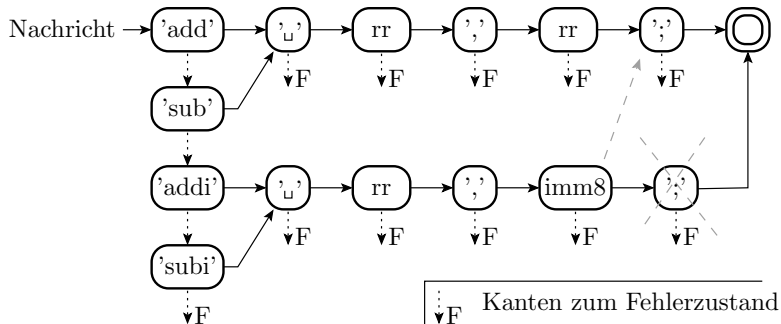 Nachricht 'add' '␣' rr ',' rr ';'
F F F F F
'sub'
'addi' '␣' rr ',' imm8 ';'
F F F F F
'subi'
F
F Kanten zum Fehlerzustand